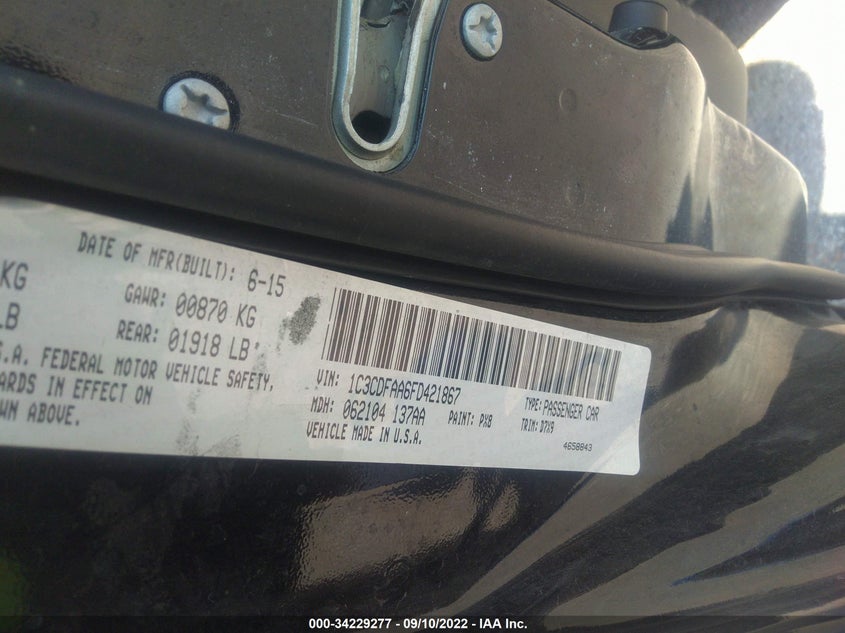 DATE OF MFR(BUILT): 6-15
KG GAWR: 00870 KG
LB REAR: 01918 LB
S.A. FEDERAL MOTOR VEHICLE SAFETY,
ARDS IN EFFECT ON
WN ABOVE.
VIN: 1C3CDFAA6FD421867 TYPE: PASSENGER CAR
MDH: 062104 137AA PAINT: PX8 TRIM: D7X9
VEHICLE MADE IN U.S.A. 4658843
000-34229277 - 09/10/2022 - IAA Inc.